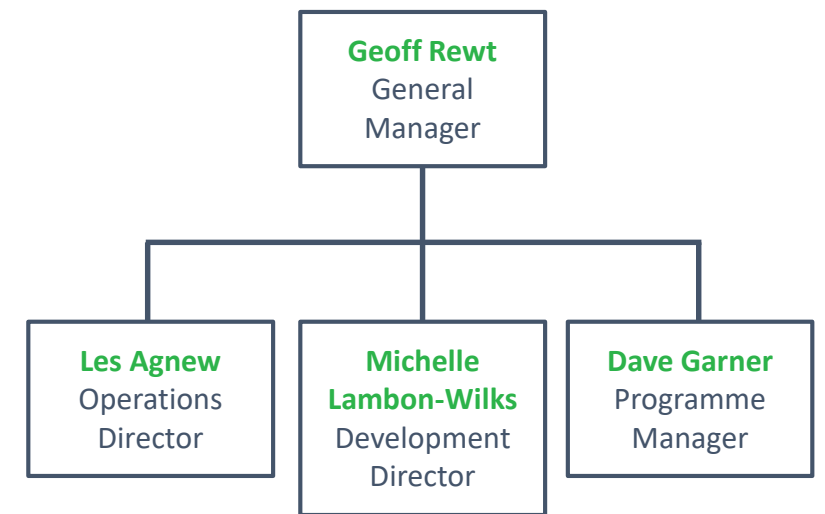 Geoff Rewt
General
Manager
Les Agnew
Operations
Director
Michelle
Lambon-Wilks
Development
Director
Dave Garner
Programme
Manager